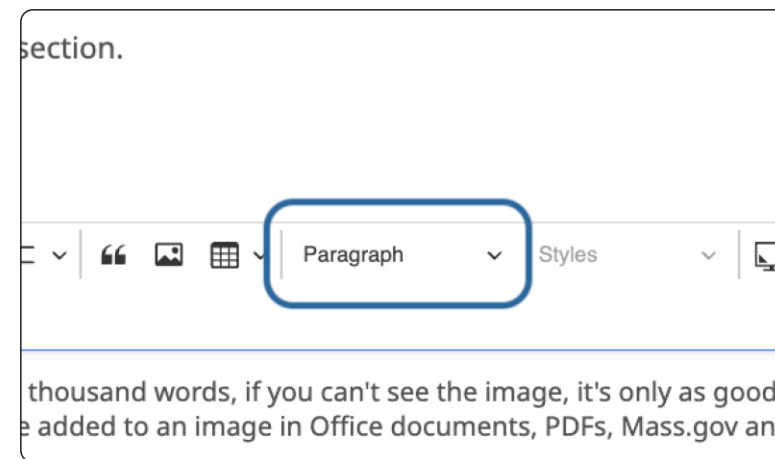 section.
Paragraph Styles
thousand words, if you can't see the image, it's only as good
added to an image in Office documents, PDFs, Mass.gov an